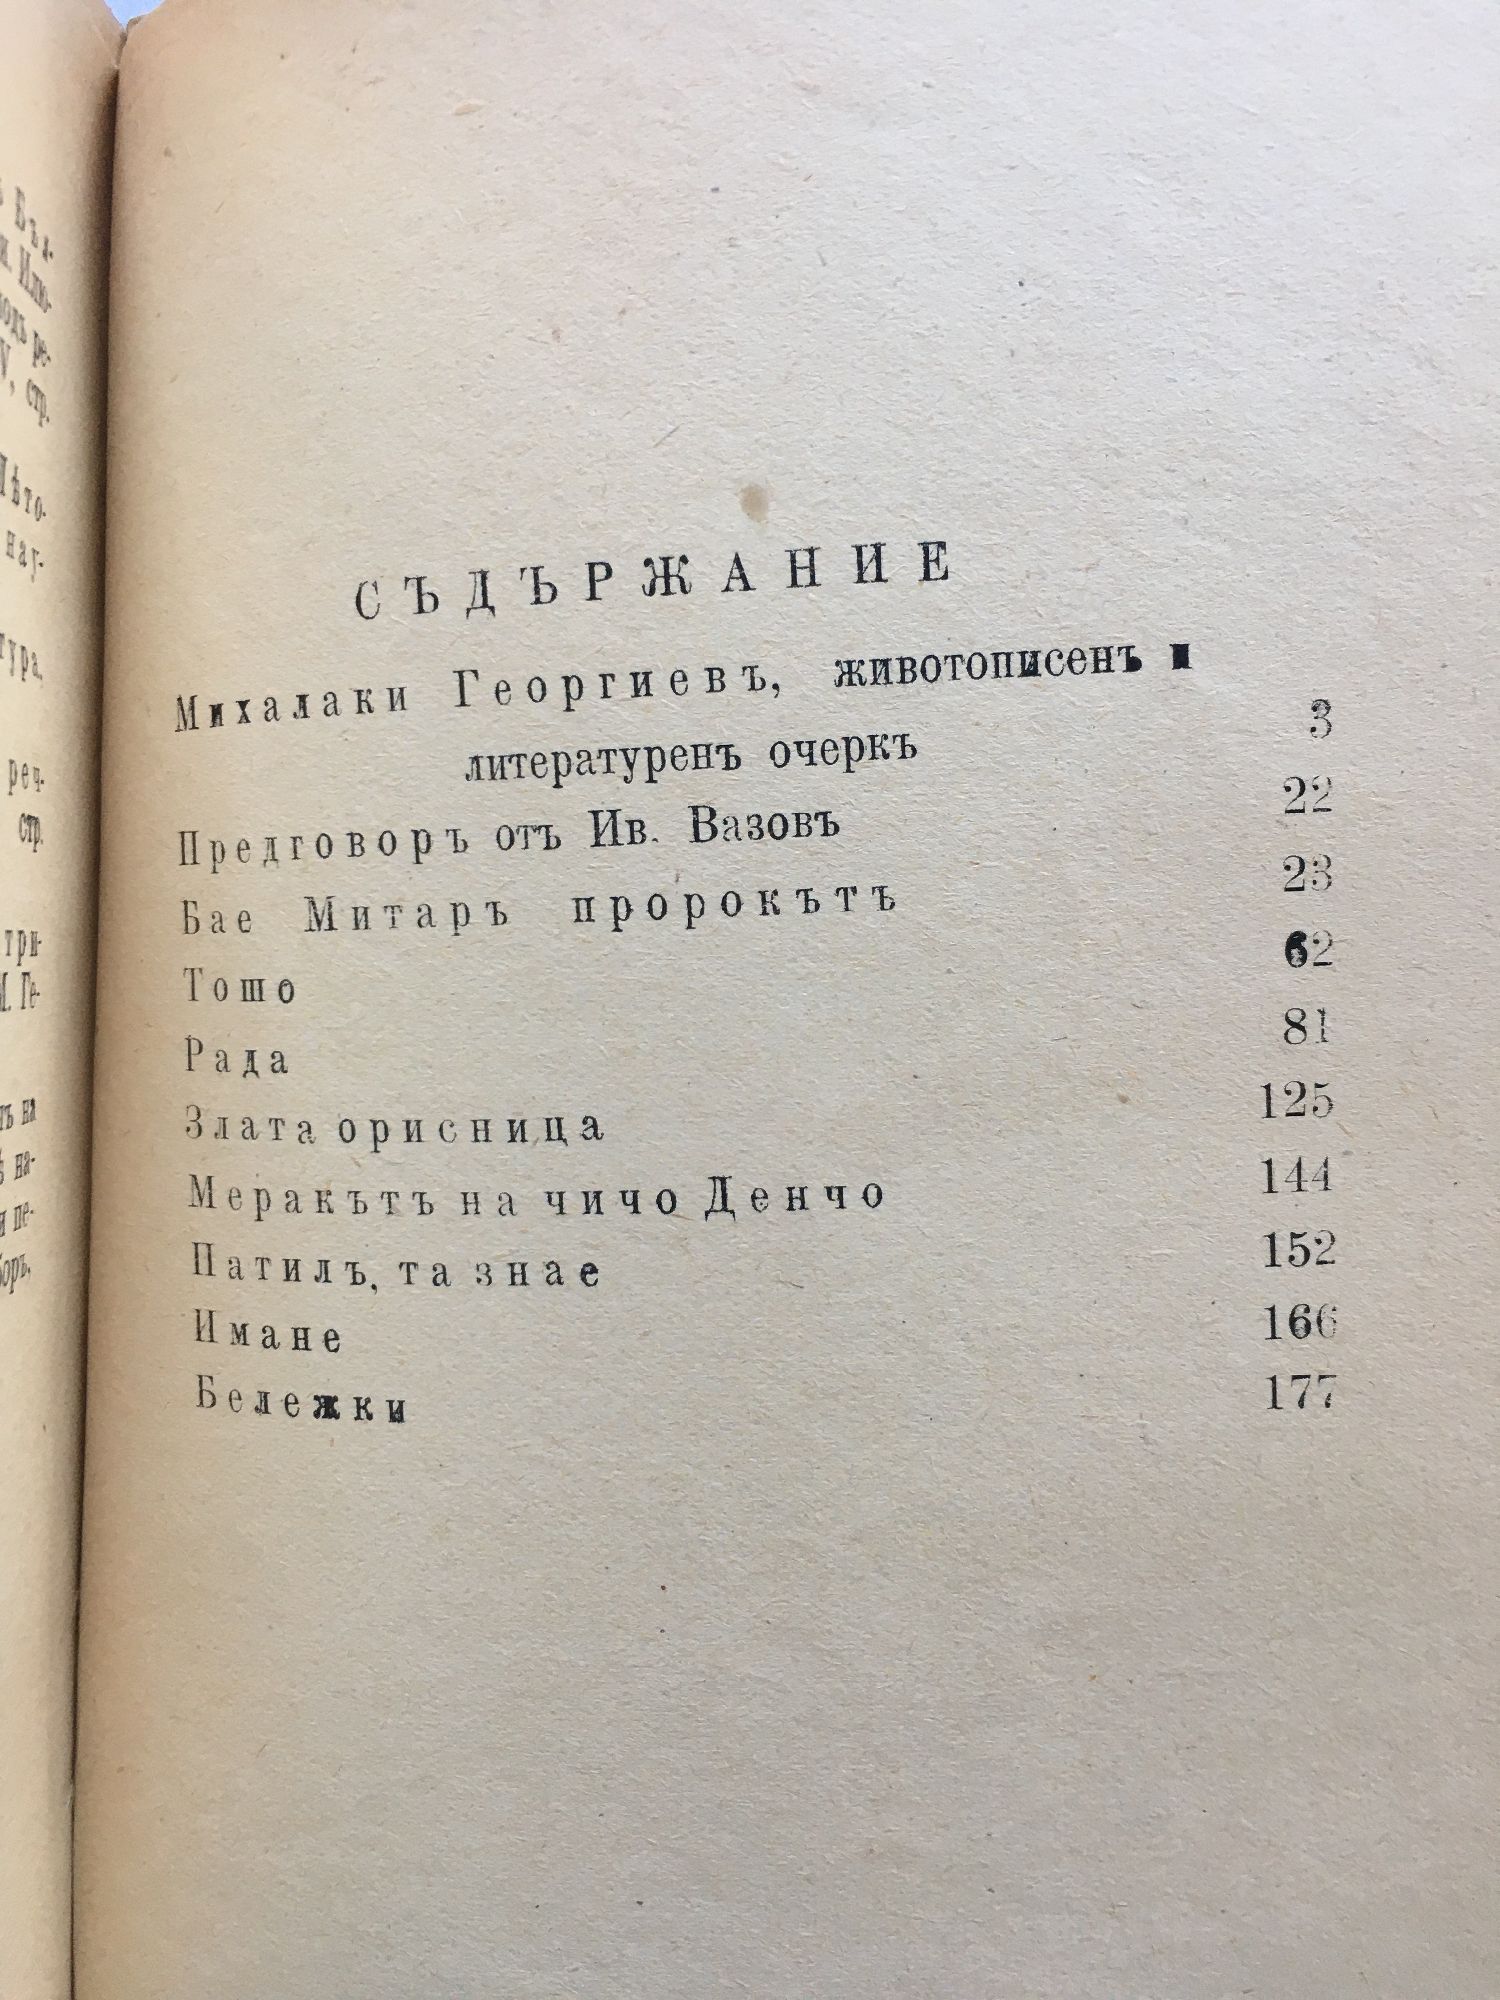 СЪДЪРЖАНИЕ
Михалаки Георгиевъ, животописенъ и
литературенъ очеркъ 3
Предговоръ отъ Ив. Вазовъ 22
Бае Митаръ пророкътъ 23
Тошо 62
Рада 81
Злата орисница 125
Меракътъ на чичо Денчо 144
Патилъ, та знае 152
Имане 166
Бележки 177